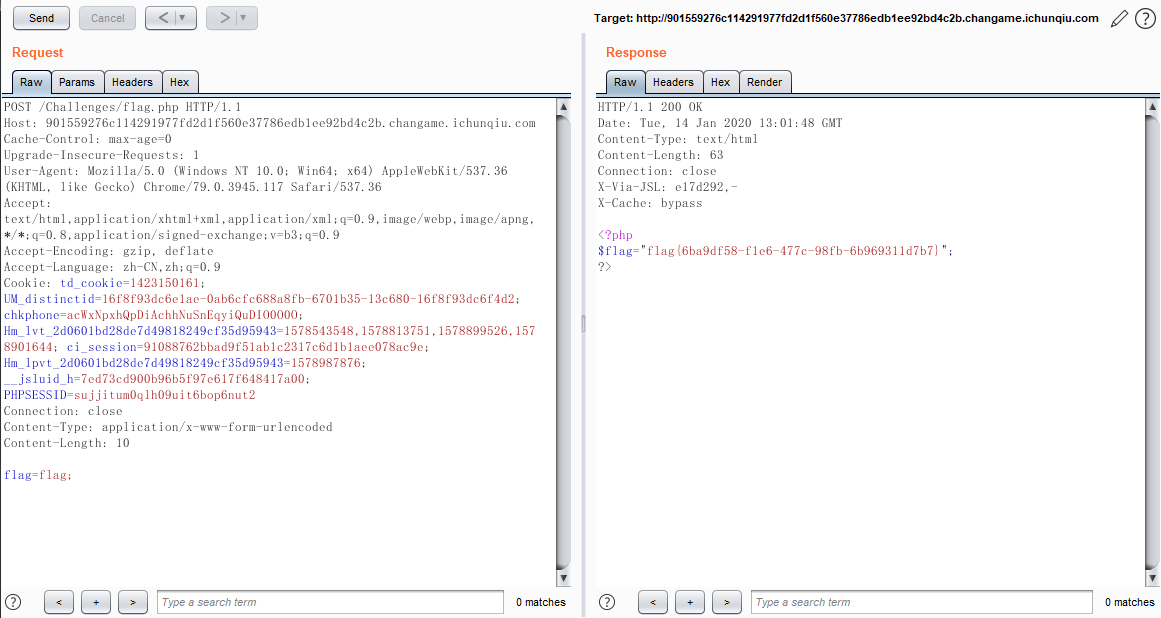 Send
Cancel
<
>
Target: http://901559276c114291977fd2d1f560e37786edb1ee92bd4c2b.changame.ichunqiu.com
?
Request
Raw
Params
Headers
Hex
POST /Challenges/flag.php HTTP/1.1
Host: 901559276c114291977fd2d1f560e37786edb1ee92bd4c2b.changame.ichunqiu.com
Cache-Control: max-age=0
Upgrade-Insecure-Requests: 1
User-Agent: Mozilla/5.0 (Windows NT 10.0; Win64; x64) AppleWebKit/537.36
(KHTML, like Gecko) Chrome/79.0.3945.117 Safari/537.36
Accept:
text/html,application/xhtml+xml,application/xml;q=0.9,image/webp,image/apng,
*/*;q=0.8,application/signed-exchange;v=b3;q=0.9
Accept-Encoding: gzip, deflate
Accept-Language: zh-CN,zh;q=0.9
Cookie: td_cookie=1423150161;
UM_distinctid=16f8f93dc6e1ae-0ab6cfc688a8fb-6701b35-13c680-16f8f93dc6f4d2;
chkphone=acWxNpxhQpDiAchhNuSnEqyiQuDIO0O0O;
Hm_lvt_2d0601bd28de7d49818249cf35d95943=1578543548,1578813751,1578899526,157
8901644; ci_session=91088762bbad9f51ab1c2317c6d1b1aee078ac9e;
Hm_lpvt_2d0601bd28de7d49818249cf35d95943=1578987876;
__jsluid_h=7ed73cd900b96b5f97e617f648417a00;
PHPSESSID=sujjitum0qlh09uit6bop6nut2
Connection: close
Content-Type: application/x-www-form-urlencoded
Content-Length: 10
flag=flag;
?
<
+
>
Type a search term
0 matches
Response
Raw
Headers
Hex
Render
HTTP/1.1 200 OK
Date: Tue, 14 Jan 2020 13:01:48 GMT
Content-Type: text/html
Content-Length: 63
Connection: close
X-Via-JSL: e17d292,-
X-Cache: bypass
<?php
$flag="flag{6ba9df58-f1e6-477c-98fb-6b969311d7b7}";
?>
?
<
+
>
Type a search term
0 matches